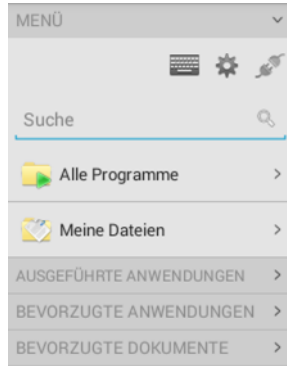 MENÜ
Suche
Alle Programme
Meine Dateien
AUSGEFÜHRTE ANWENDUNGEN
BEVORZUGTE ANWENDUNGEN
BEVORZUGTE DOKUMENTE